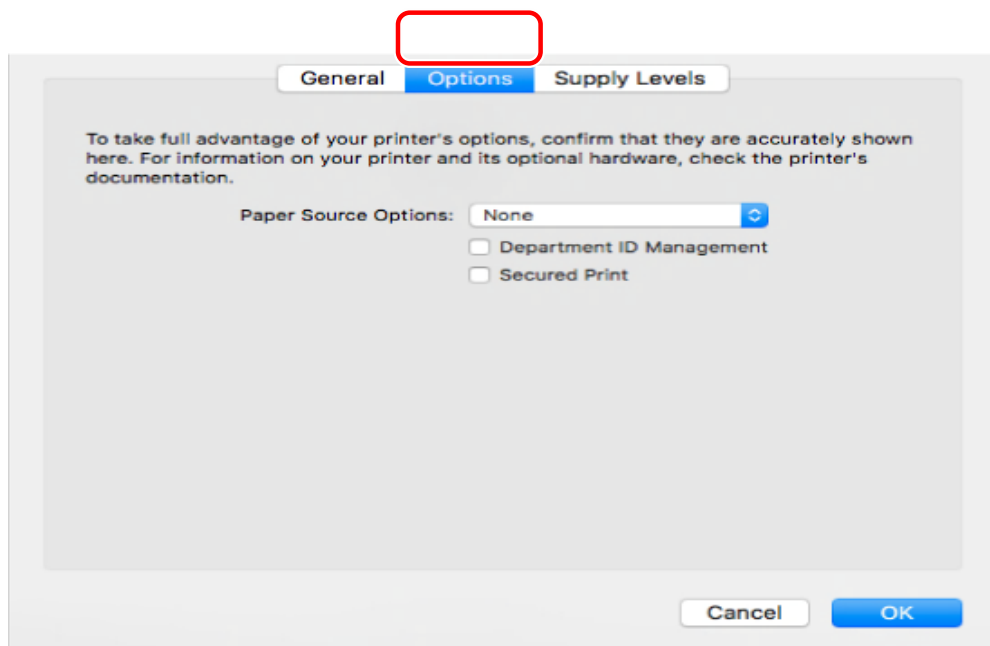 General Options Supply Levels
To take full advantage of your printer's options, confirm that they are accurately shown
here. For information on your printer and its optional hardware, check the printer's
documentation.
Paper Source Options: None
Department ID Management
Secured Print
Cancel OK